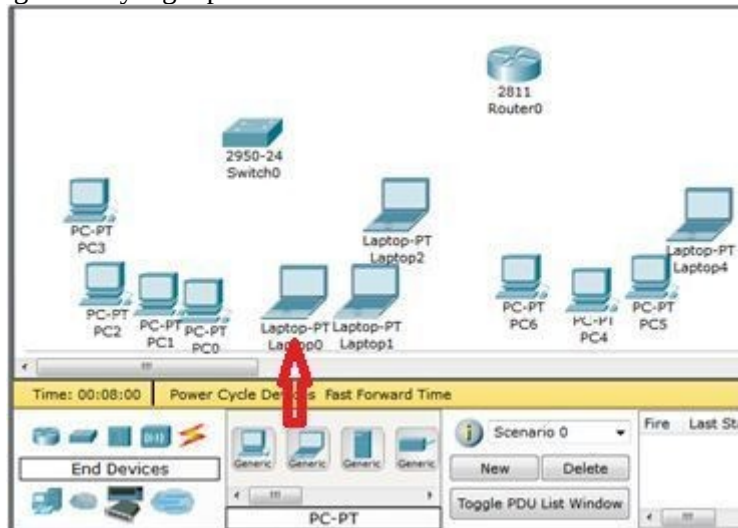 2811
Router0
2950-24
Switch0
PC-PT
PC3
Laptop-PT
Laptop2
Laptop-PT
Laptop4
PC-PT
PC2
PC-PT
PC1
PC-PT
PC0
Laptop-PT
Laptop0
Laptop-PT
Laptop1
PC-PT
PC6
PC-PT
PC4
PC-PT
PC5
Time: 00:08:00 Power Cycle Fast Forward Time
End Devices
Generic Generic Generic Generic
PC-PT
Scenario 0
New Delete
Toggle PDU List Window
Fire Last